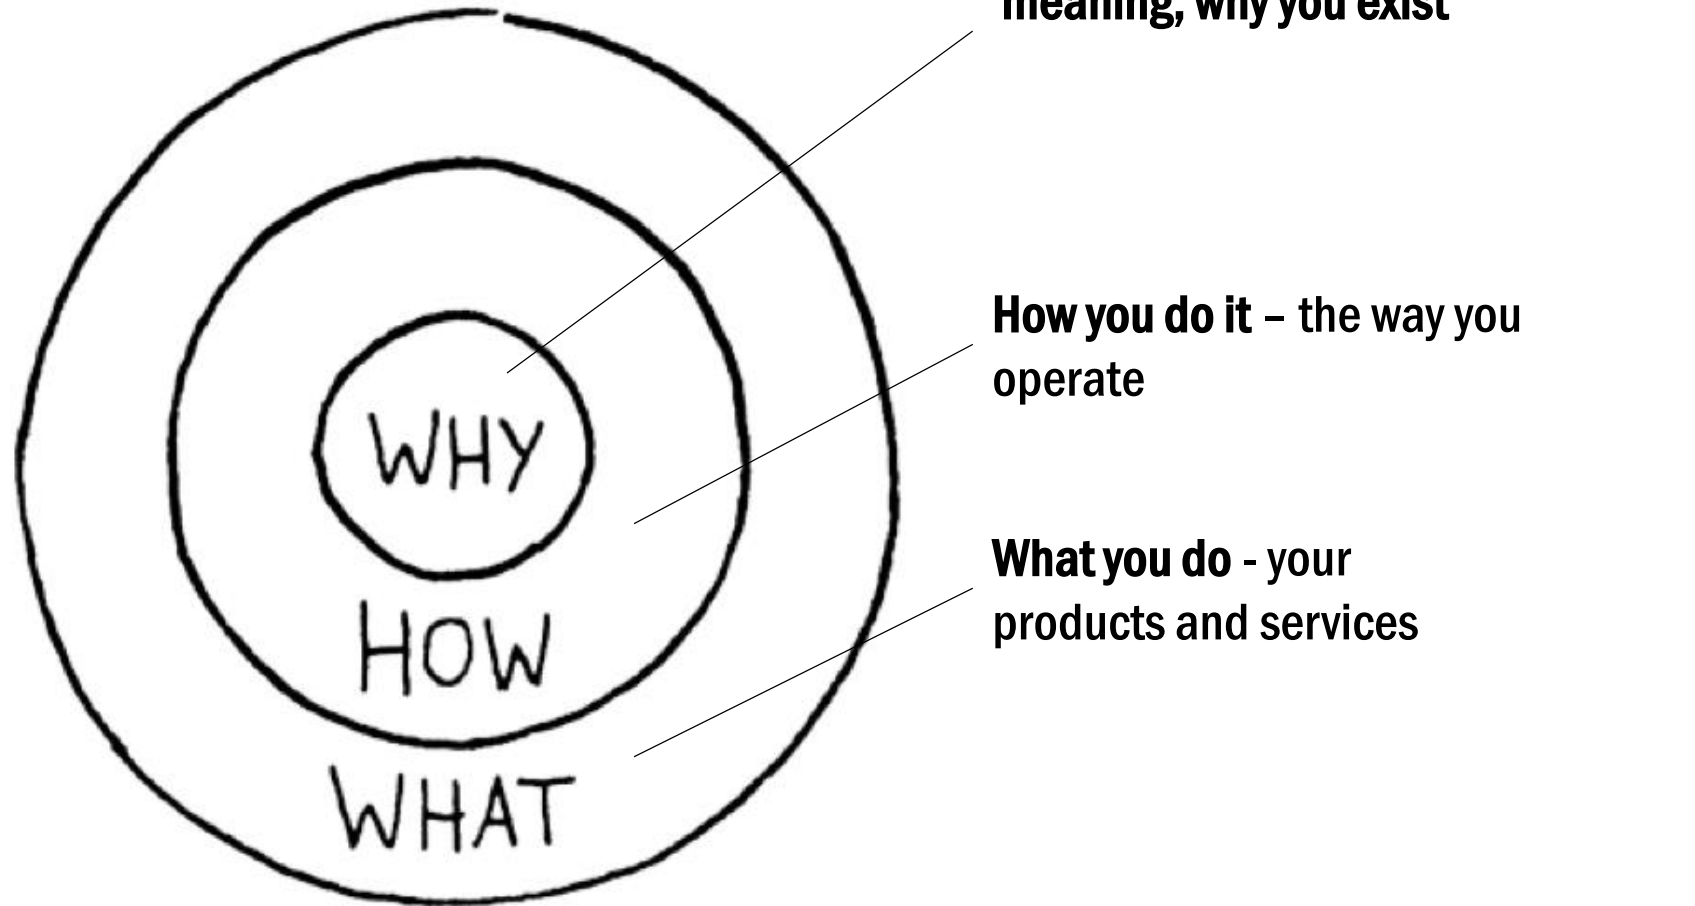 meaning, why you exist
How you do it – the way you
operate
What you do - your
products and services
WHY
HOW
WHAT